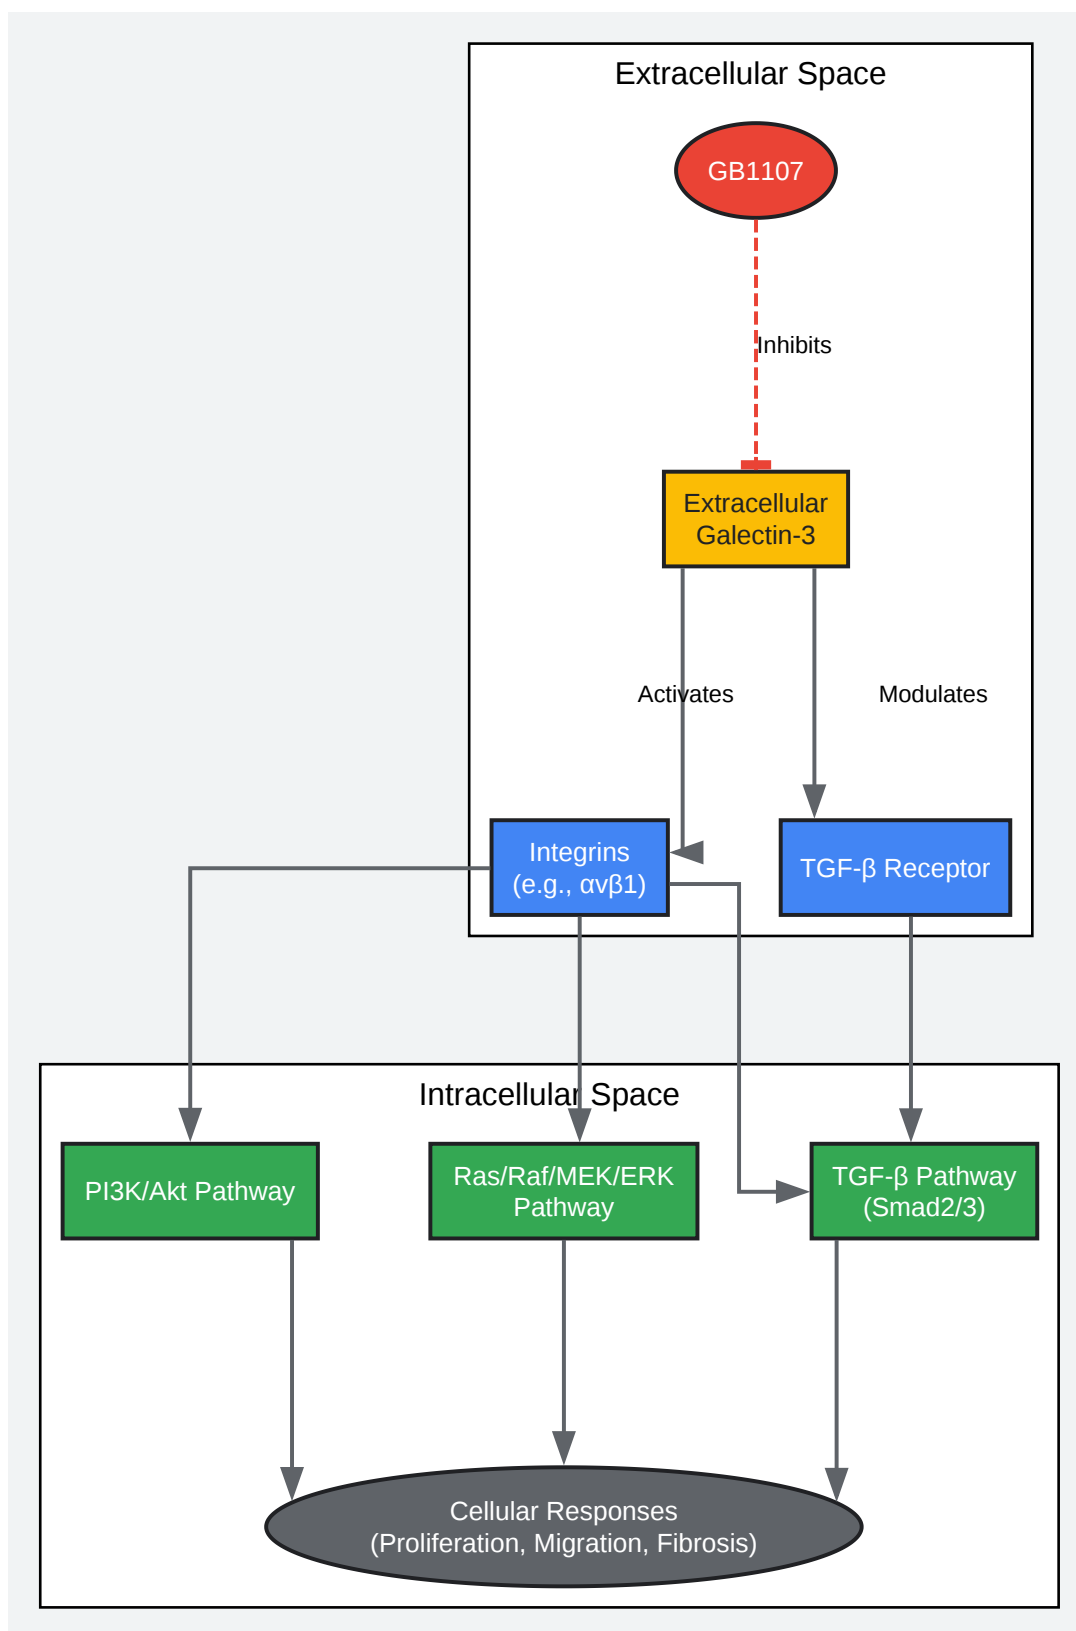 Extracellular Space
GB1107
Inhibits
Extracellular
Galectin-3
Activates
Modulates
Integrins
(e.g., αvβ1)
TGF-β Receptor
Intracellular Space
PI3K/Akt Pathway
Ras/Raf/MEK/ERK
Pathway
TGF-β Pathway
(Smad2/3)
Cellular Responses
(Proliferation, Migration, Fibrosis)